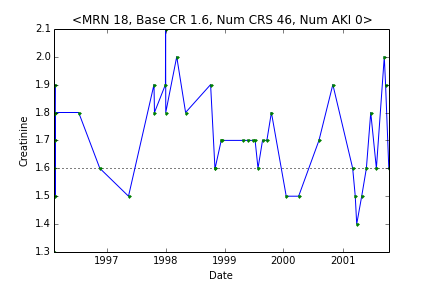 <MRN 18, Base CR 1.6, Num CRS 46, Num AKI 0>
2.1
2.0
1.9
1.8
1.7
1.6
1.5
1.4
1.3
Creatinine
1997 1998 1999 2000 2001
Date